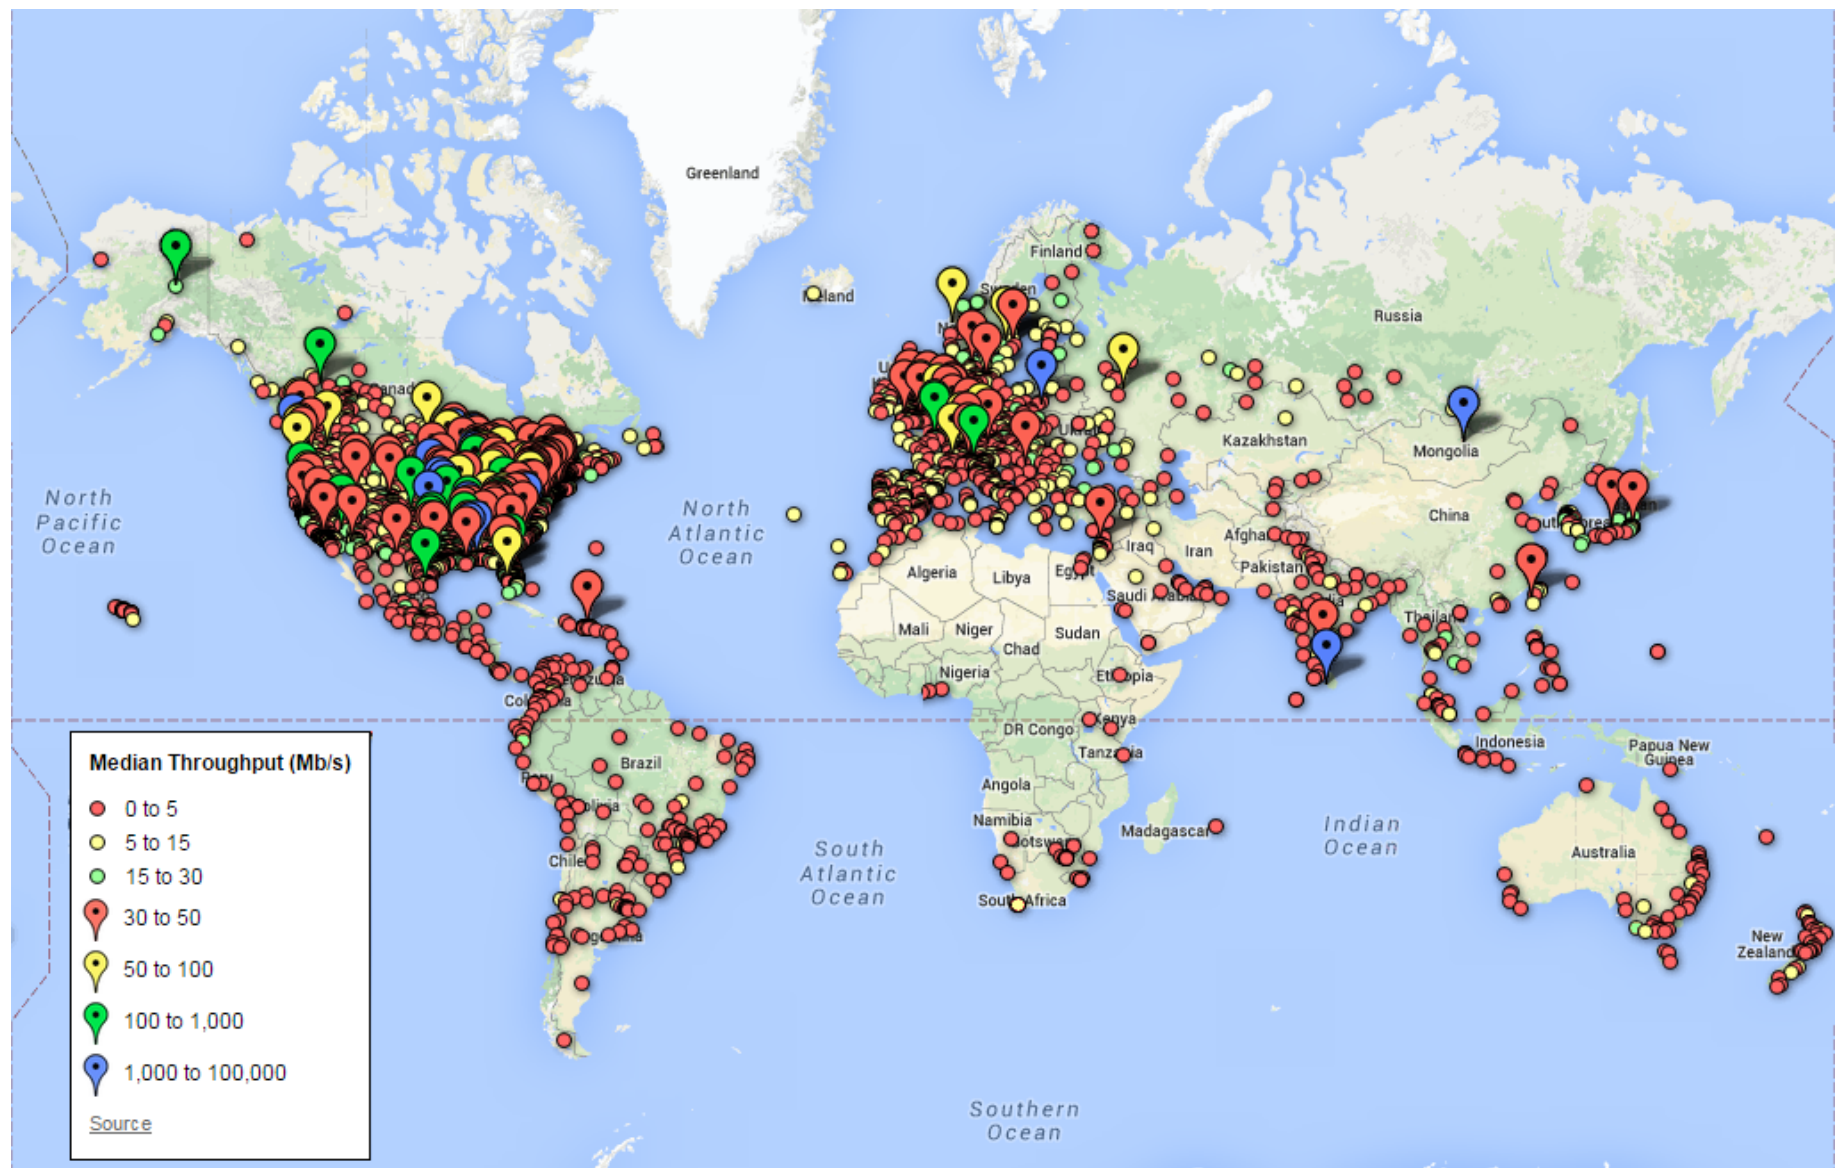 Greenland
Finland
Sweden
Russia
North
Pacific
Ocean
North
Atlantic
Ocean
Kazakhstan
Mongolia
China
Iraq
Iran
Pakistan
Algeria
Libya
Egypt
Saudi
Thailand
Mali
Niger
Chad
Sudan
Nigeria
Ethiopia
DR Congo
Kenya
Tanzania
Angola
Namibia
Madagascar
South Africa
Brazil
Chile
Indonesia
Papua New
Guinea
Indian
Ocean
Australia
New
Zealand
South
Atlantic
Ocean
Southern
Ocean
Median Throughput (Mb/s)
0 to 5
5 to 15
15 to 30
30 to 50
50 to 100
100 to 1,000
1,000 to 100,000
Source